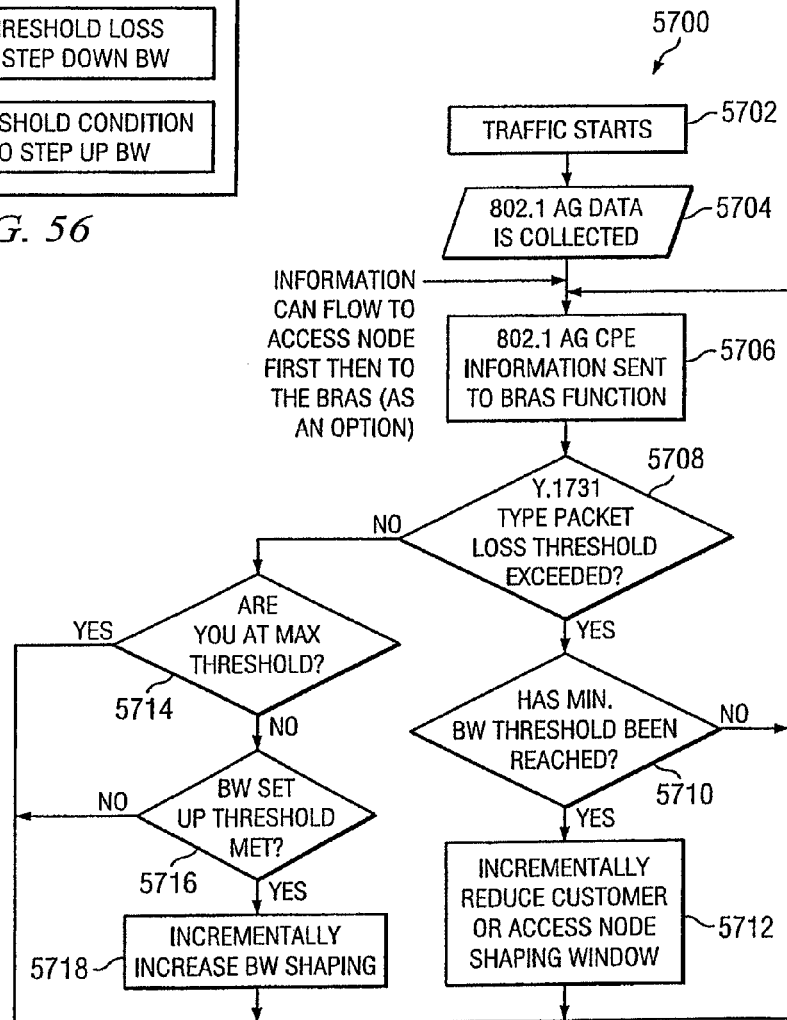 RESHOLD LOSS
STEP DOWN BW
SHOLD CONDITION
O STEP UP BW
G. 56
5700
TRAFFIC STARTS
5702
802.1 AG DATA
IS COLLECTED
5704
INFORMATION
CAN FLOW TO
ACCESS NODE
FIRST THEN TO
THE BRAS (AS
AN OPTION)
802.1 AG CPE
INFORMATION SENT
TO BRAS FUNCTION
5706
5708
Y.1731
TYPE PACKET
LOSS THRESHOLD
EXCEEDED?
NO
YES
ARE
YOU AT MAX
THRESHOLD?
YES
5714
NO
HAS MIN.
BW THRESHOLD BEEN
REACHED?
NO
5710
YES
BW SET
UP THRESHOLD
MET?
NO
5716
YES
INCREMENTALLY
REDUCE CUSTOMER
OR ACCESS NODE
SHAPING WINDOW
5712
INCREMENTALLY
INCREASE BW SHAPING
5718